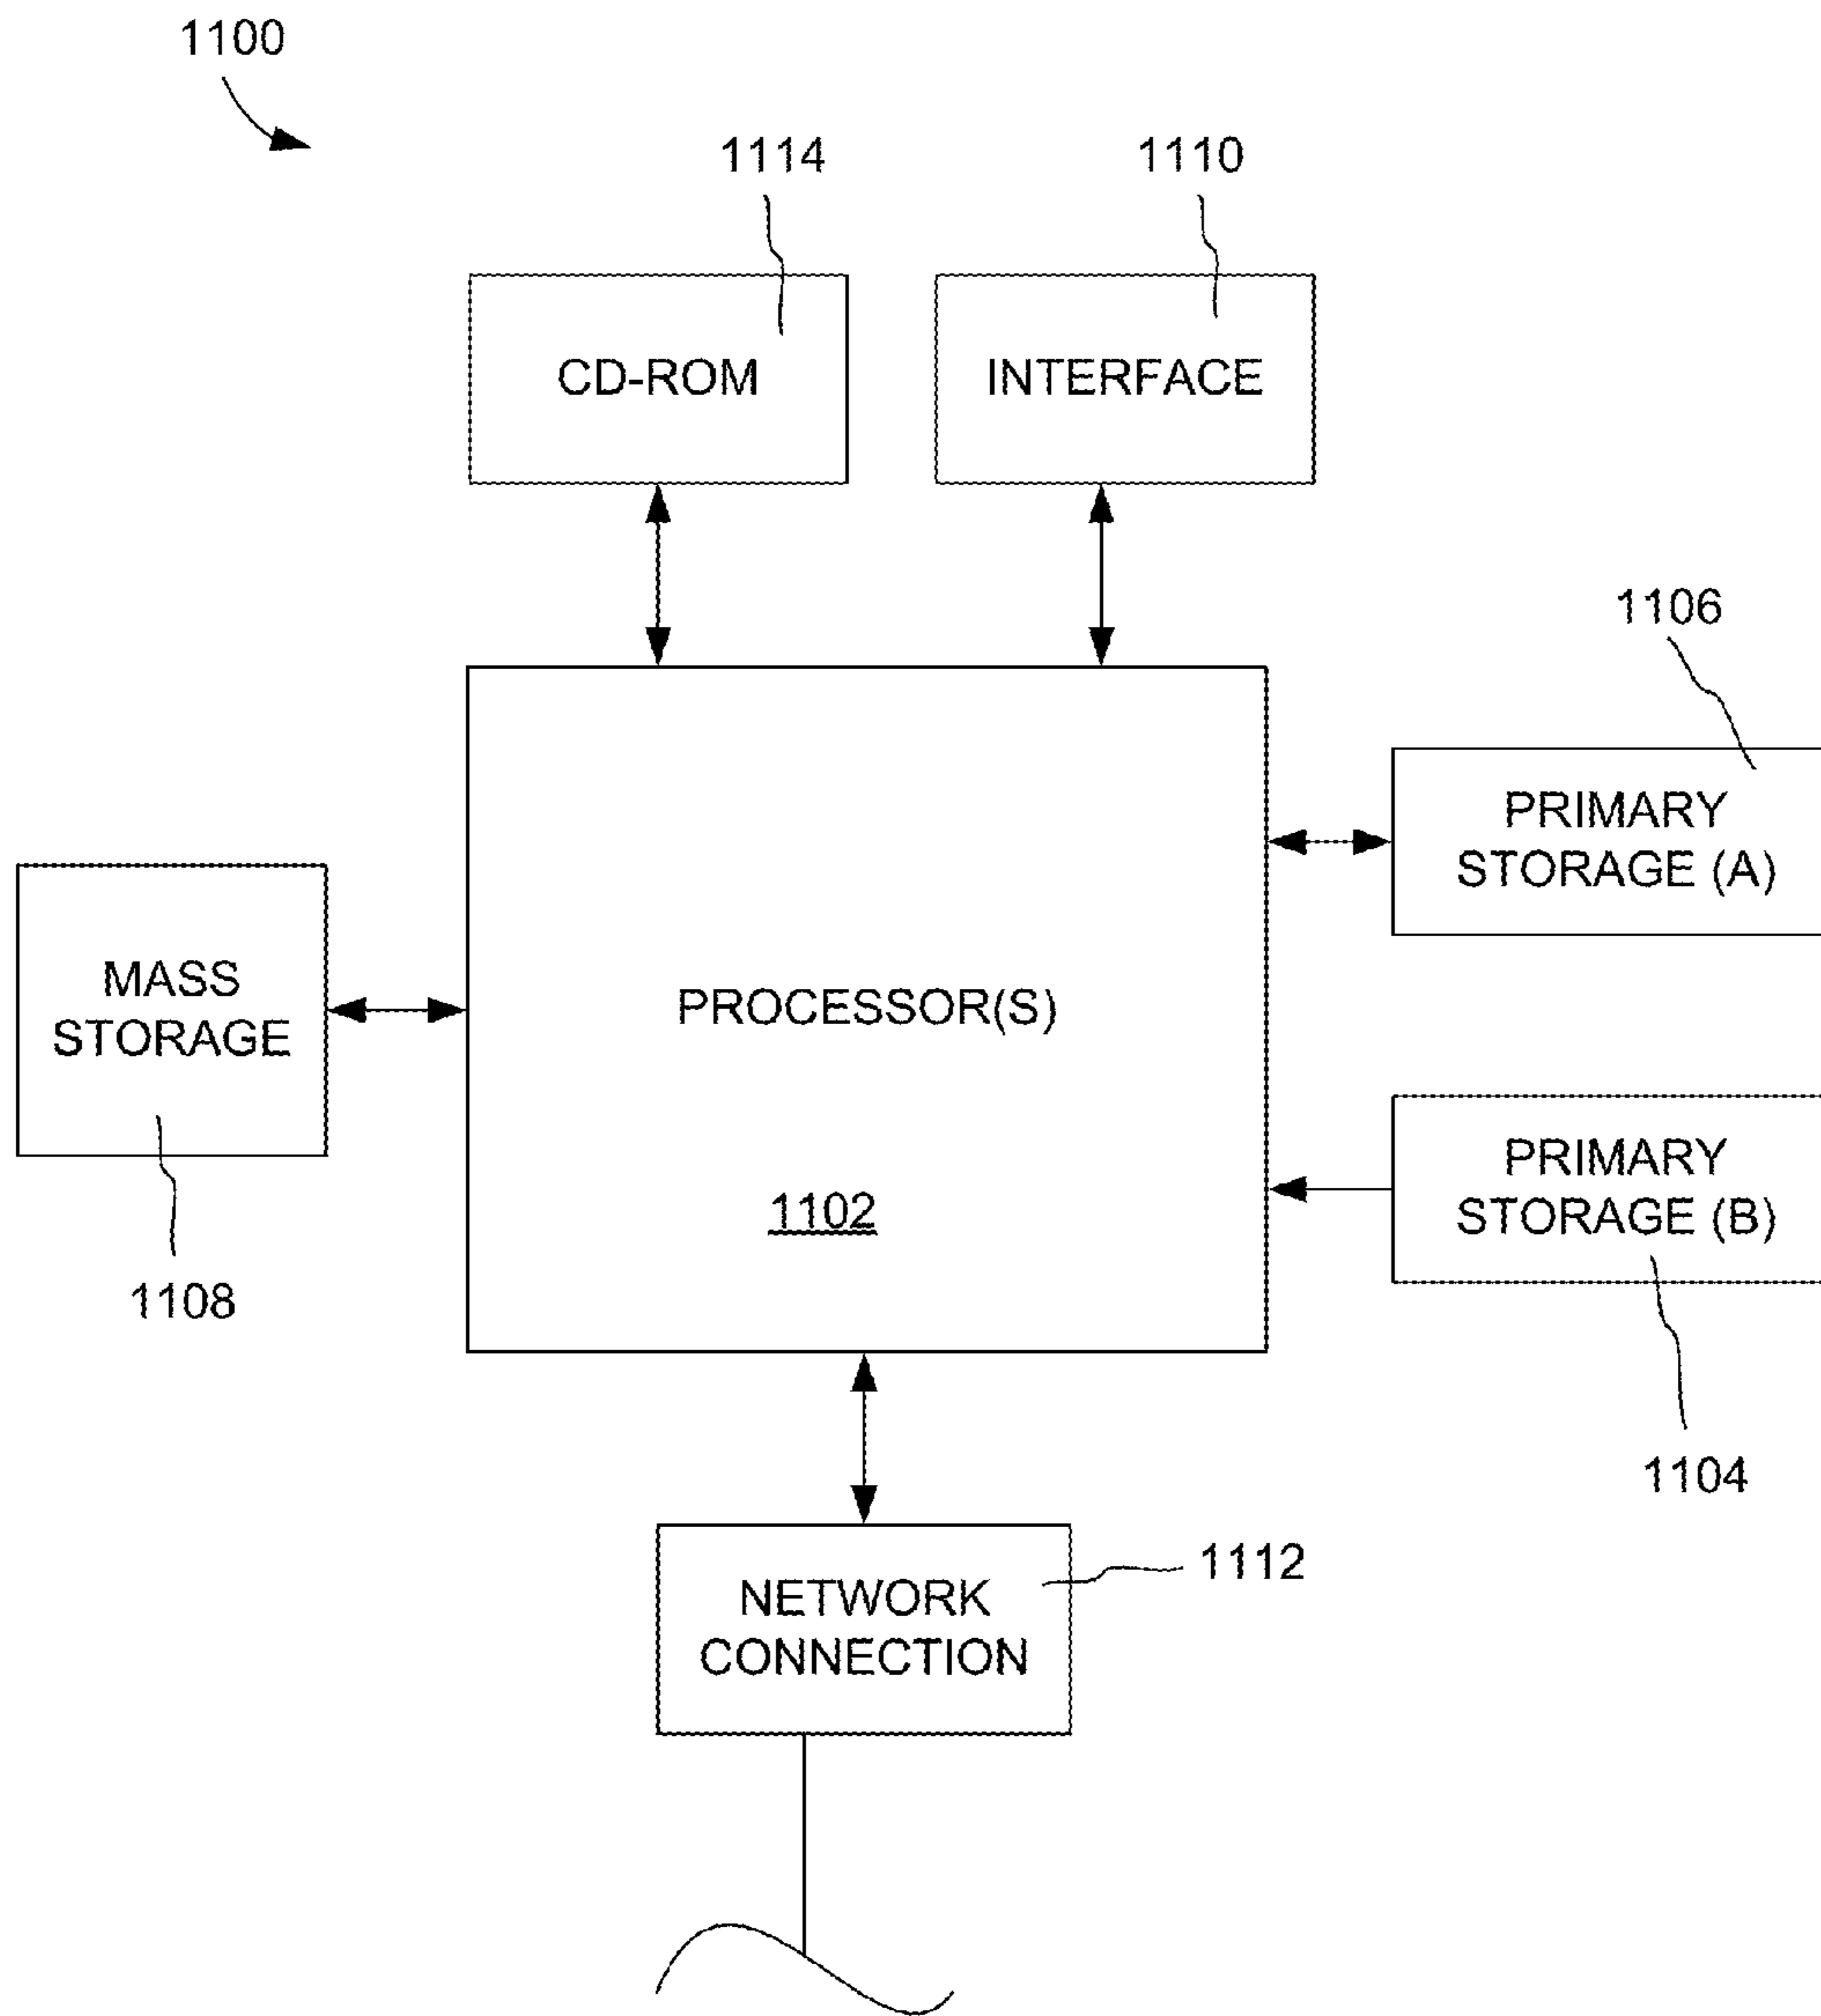 1100
1114
1110
CD-ROM
INTERFACE
1106
PRIMARY
STORAGE (A)
MASS
STORAGE
PROCESSOR(S)
PRIMARY
STORAGE (B)
1102
1108
1104
1112
NETWORK
CONNECTION